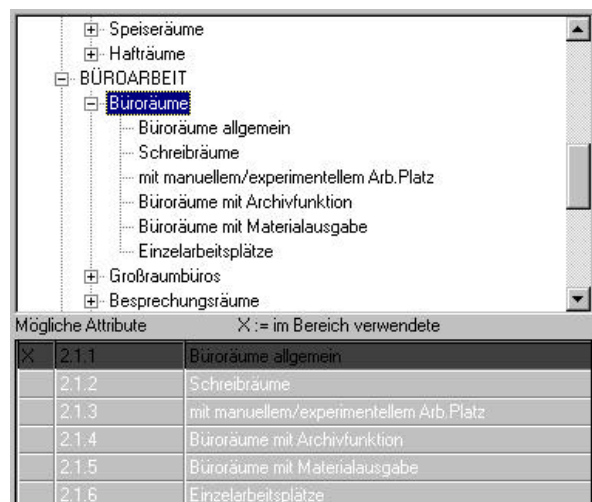 Speiseräume
Hafträume
BÜROARBEIT
Büroräume
Büroräume allgemein
Schreibräume
mit manuellem/experimentellem Arb.Platz
Büroräume mit Archivfunktion
Büroräume mit Materialausgabe
Einzelarbeitsplätze
Großraumbüros
Besprechungsräume
Mögliche Attribute X := im Bereich verwendete
X 2.1.1 Büroräume allgemein
2.1.2 Schreibräume
2.1.3 mit manuellem/experimentellem Arb.Platz
2.1.4 Büroräume mit Archivfunktion
2.1.5 Büroräume mit Materialausgabe
2.1.6 Einzelarbeitsplätze